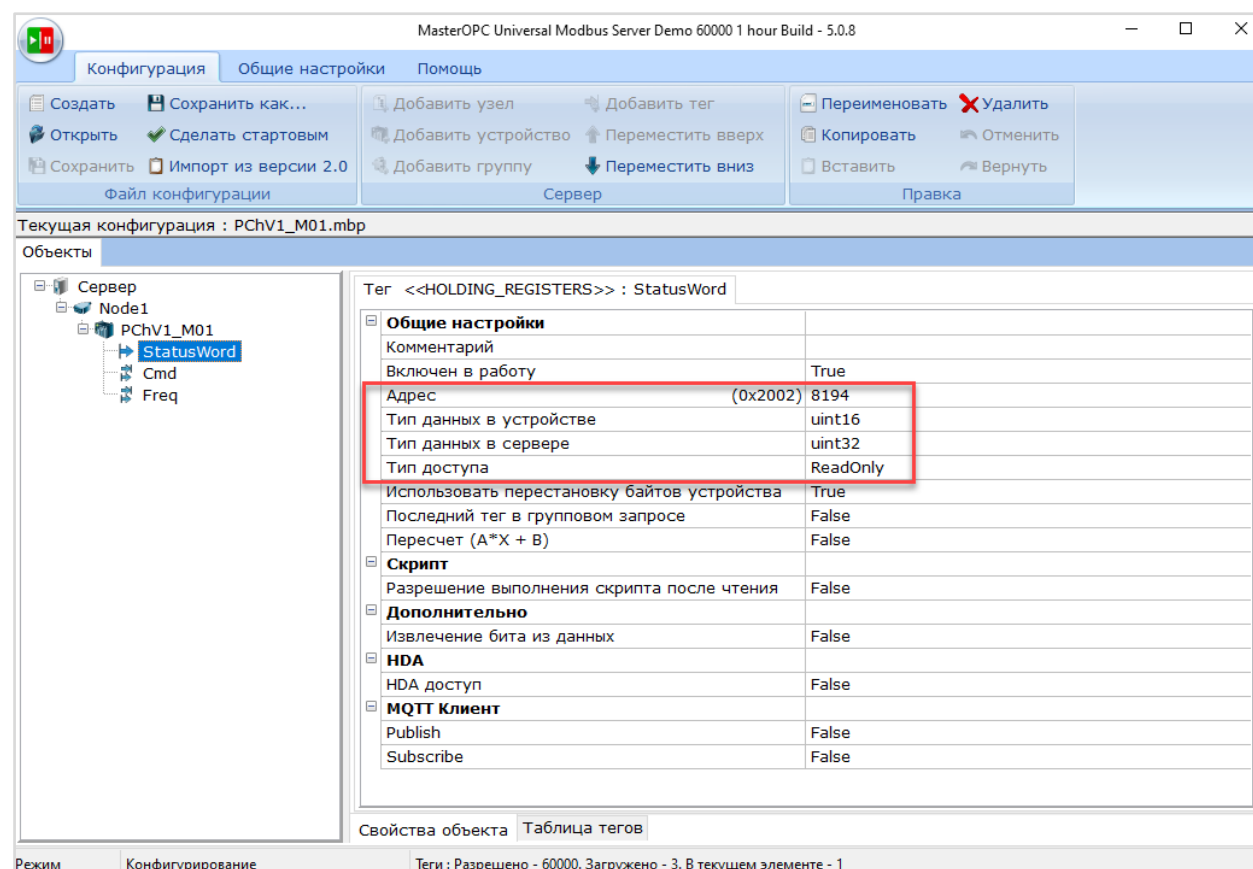 MasterOPC Universal Modbus Server Demo 60000 1 hour Build - 5.0.8
Конфигурация Общие настройки Помощь
Создать Сохранить как... Добавить узел Добавить тег Переименовать Удалить
Открыть Сделать стартовым Добавить устройство Переместить вверх Копировать Отменить
Сохранить Импорт из версии 2.0 Добавить группу Переместить вниз Вставить Вернуть
Файл конфигурации Сервер Правка
Текущая конфигурация : PChV1_M01.mbp
Объекты
Сервер
Node1
PChV1_M01
StatusWord
Cmd
Freq
Тег <<HOLDING_REGISTERS>> : StatusWord
Общие настройки
Комментарий
Включен в работу True
Адрес (0x2002) 8194
Тип данных в устройстве uint16
Тип данных в сервере uint32
Тип доступа ReadOnly
Использовать перестановку байтов устройства True
Последний тег в групповом запросе False
Пересчет (A*X + B) False
Скрипт
Разрешение выполнения скрипта после чтения False
Дополнительно
Извлечение бита из данных False
HDA
HDA доступ False
MQTT Клиент
Publish False
Subscribe False
Свойства объекта Таблица тегов
Режим Конфигурирование Теги : Разрешено - 60000, Загружено - 3, В текущем элементе - 1